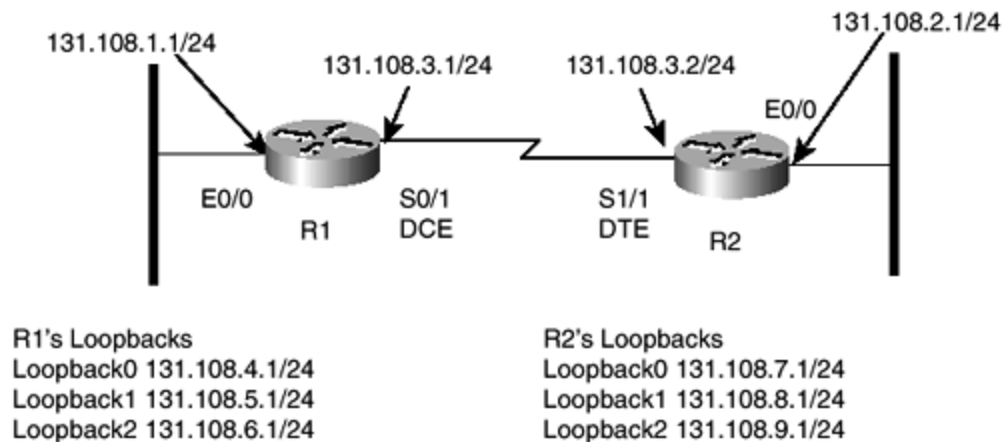 131.108.1.1/24
131.108.3.1/24
131.108.3.2/24
131.108.2.1/24
E0/0
E0/0
S0/1
DCE
R1
S1/1
DTE
R2
R1's Loopbacks
Loopback0 131.108.4.1/24
Loopback1 131.108.5.1/24
Loopback2 131.108.6.1/24
R2's Loopbacks
Loopback0 131.108.7.1/24
Loopback1 131.108.8.1/24
Loopback2 131.108.9.1/24